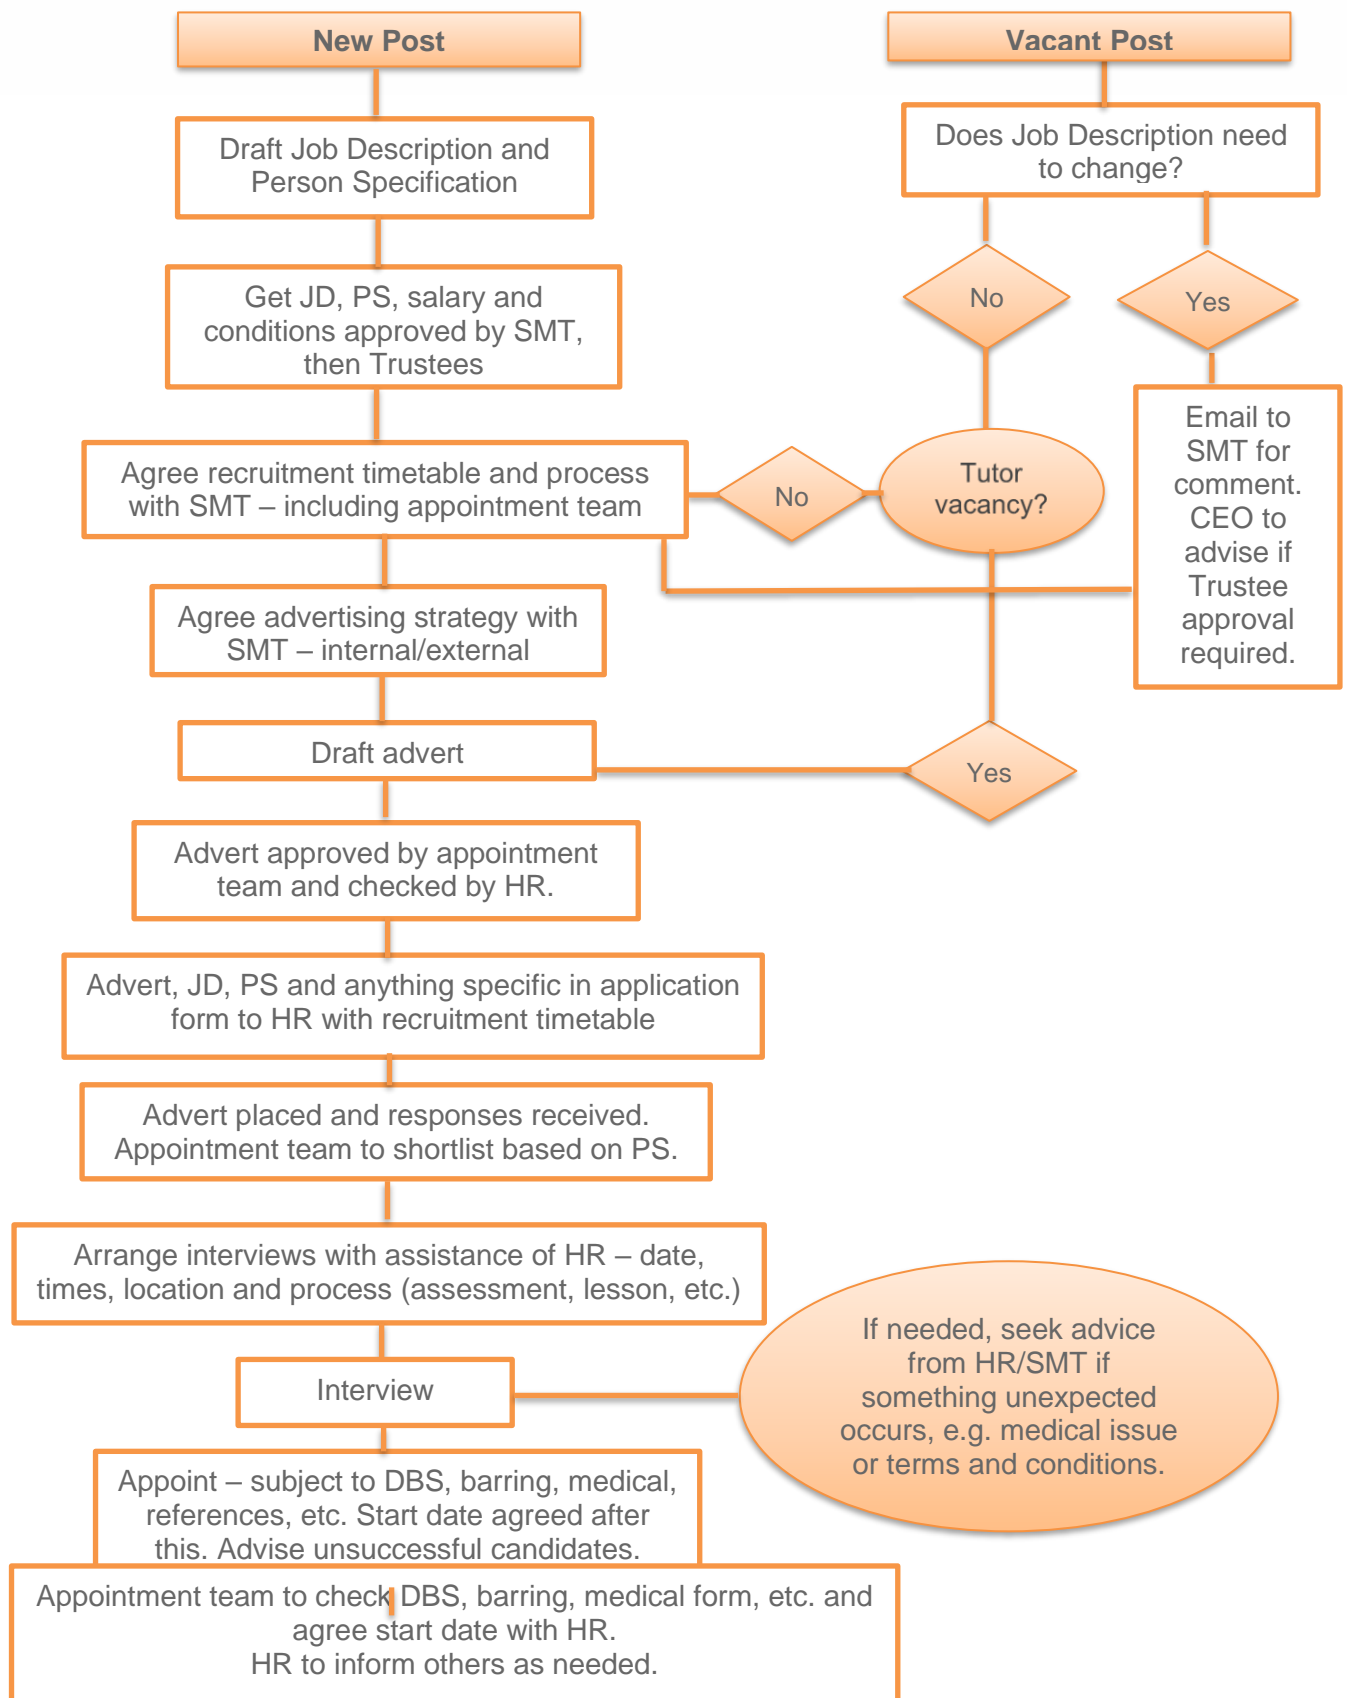 New Post
Vacant Post
Draft Job Description and
Person Specification
Does Job Description need
to change?
Get JD, PS, salary and
conditions approved by SMT,
then Trustees
No
Yes
Agree recruitment timetable and process
with SMT – including appointment team
No
Tutor
vacancy?
Email to
SMT for
comment.
CEO to
advise if
Trustee
approval
required.
Agree advertising strategy with
SMT – internal/external
Draft advert
Yes
Advert approved by appointment
team and checked by HR.
Advert, JD, PS and anything specific in application
form to HR with recruitment timetable
Advert placed and responses received.
Appointment team to shortlist based on PS.
Arrange interviews with assistance of HR – date,
times, location and process (assessment, lesson, etc.)
Interview
If needed, seek advice
from HR/SMT if
something unexpected
occurs, e.g. medical issue
or terms and conditions.
Appoint – subject to DBS, barring, medical,
references, etc. Start date agreed after
this. Advise unsuccessful candidates.
Appointment team to check DBS, barring, medical form, etc. and
agree start date with HR.
HR to inform others as needed.